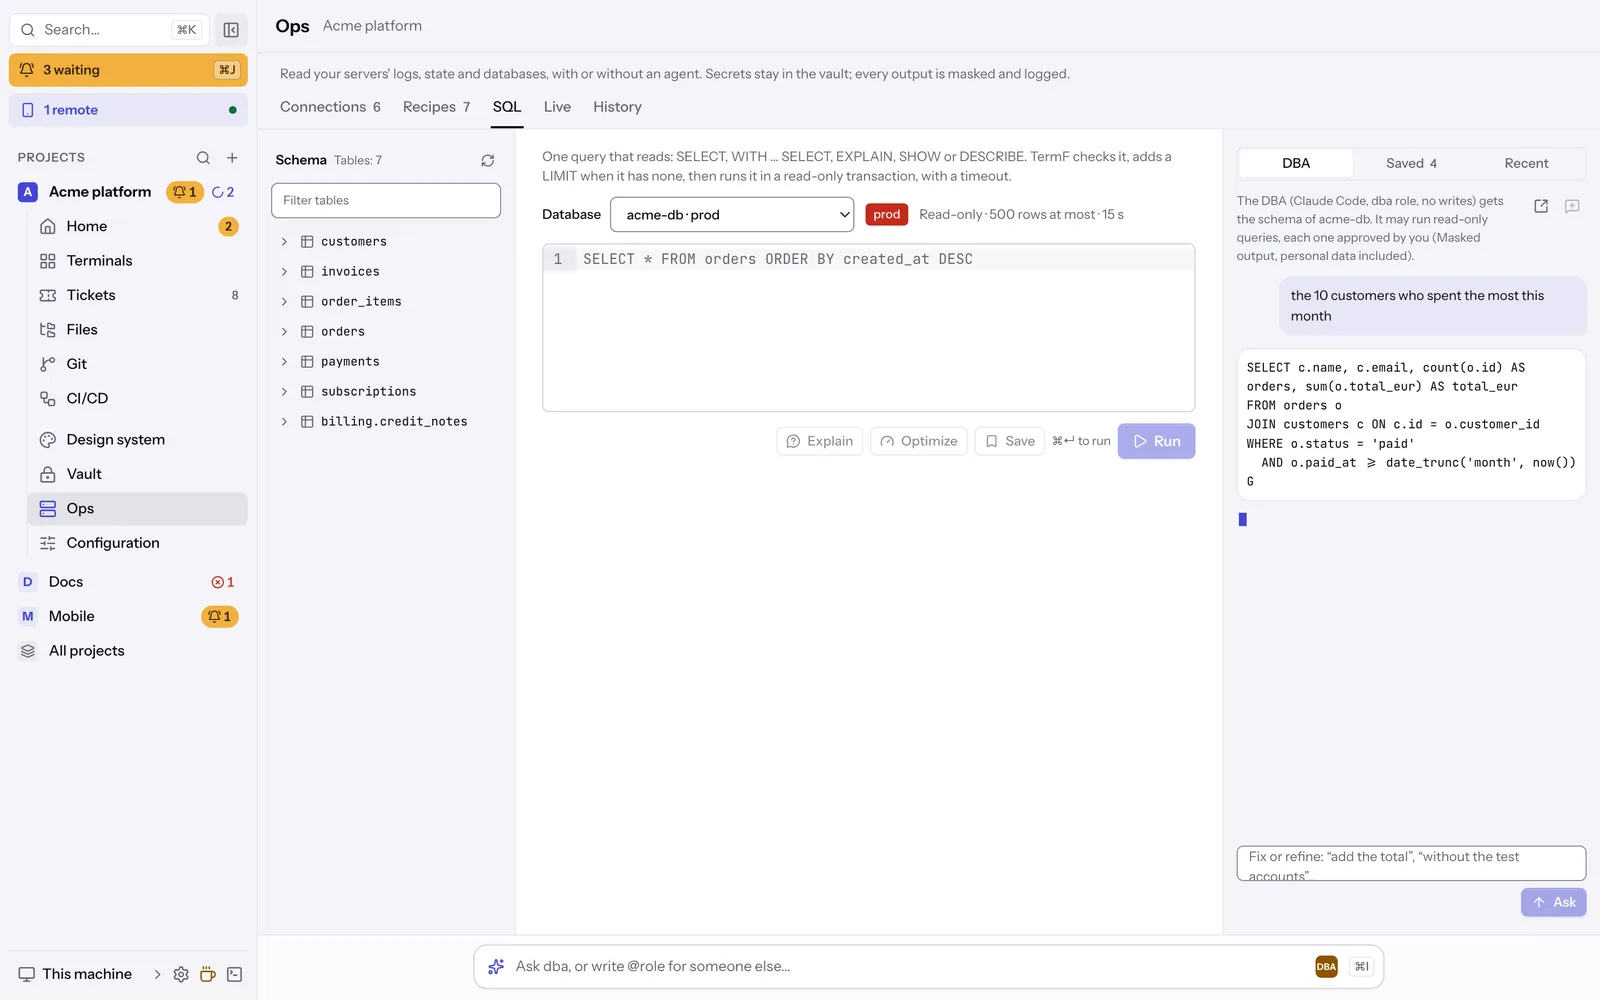 Search...
⌘K
3 waiting
⌘J
1 remote
PROJECTS
A Acme platform 1 2
Home 2
Terminals
Tickets 8
Files
Git
CI/CD
Design system
Vault
Ops
Configuration
D Docs 1
M Mobile 1
All projects
This machine
Ops Acme platform
Read your servers' logs, state and databases, with or without an agent. Secrets stay in the vault; every output is masked and logged.
Connections 6 Recipes 7 SQL Live History
Schema Tables: 7
Filter tables
customers
invoices
order_items
orders
payments
subscriptions
billing.credit_notes
One query that reads: SELECT, WITH ... SELECT, EXPLAIN, SHOW or DESCRIBE. TermF checks it, adds a
LIMIT when it has none, then runs it in a read-only transaction, with a timeout.
Database acme-db · prod prod Read-only · 500 rows at most · 15 s
1 SELECT * FROM orders ORDER BY created_at DESC
Explain Optimize Save ⌘↵ to run Run
DBA Saved 4 Recent
The DBA (Claude Code, dba role, no writes) gets
the schema of acme-db. It may run read-only
queries, each one approved by you (Masked
output, personal data included).
the 10 customers who spent the most this
month
SELECT c.name, c.email, count(o.id) AS
orders, sum(o.total_eur) AS total_eur
FROM orders o
JOIN customers c ON c.id = o.customer_id
WHERE o.status = 'paid'
AND o.paid_at >= date_trunc('month', now())
G
Fix or refine: “add the total”, “without the test
accounts”...
Ask
Ask dba, or write @role for someone else...
DBA ⌘I